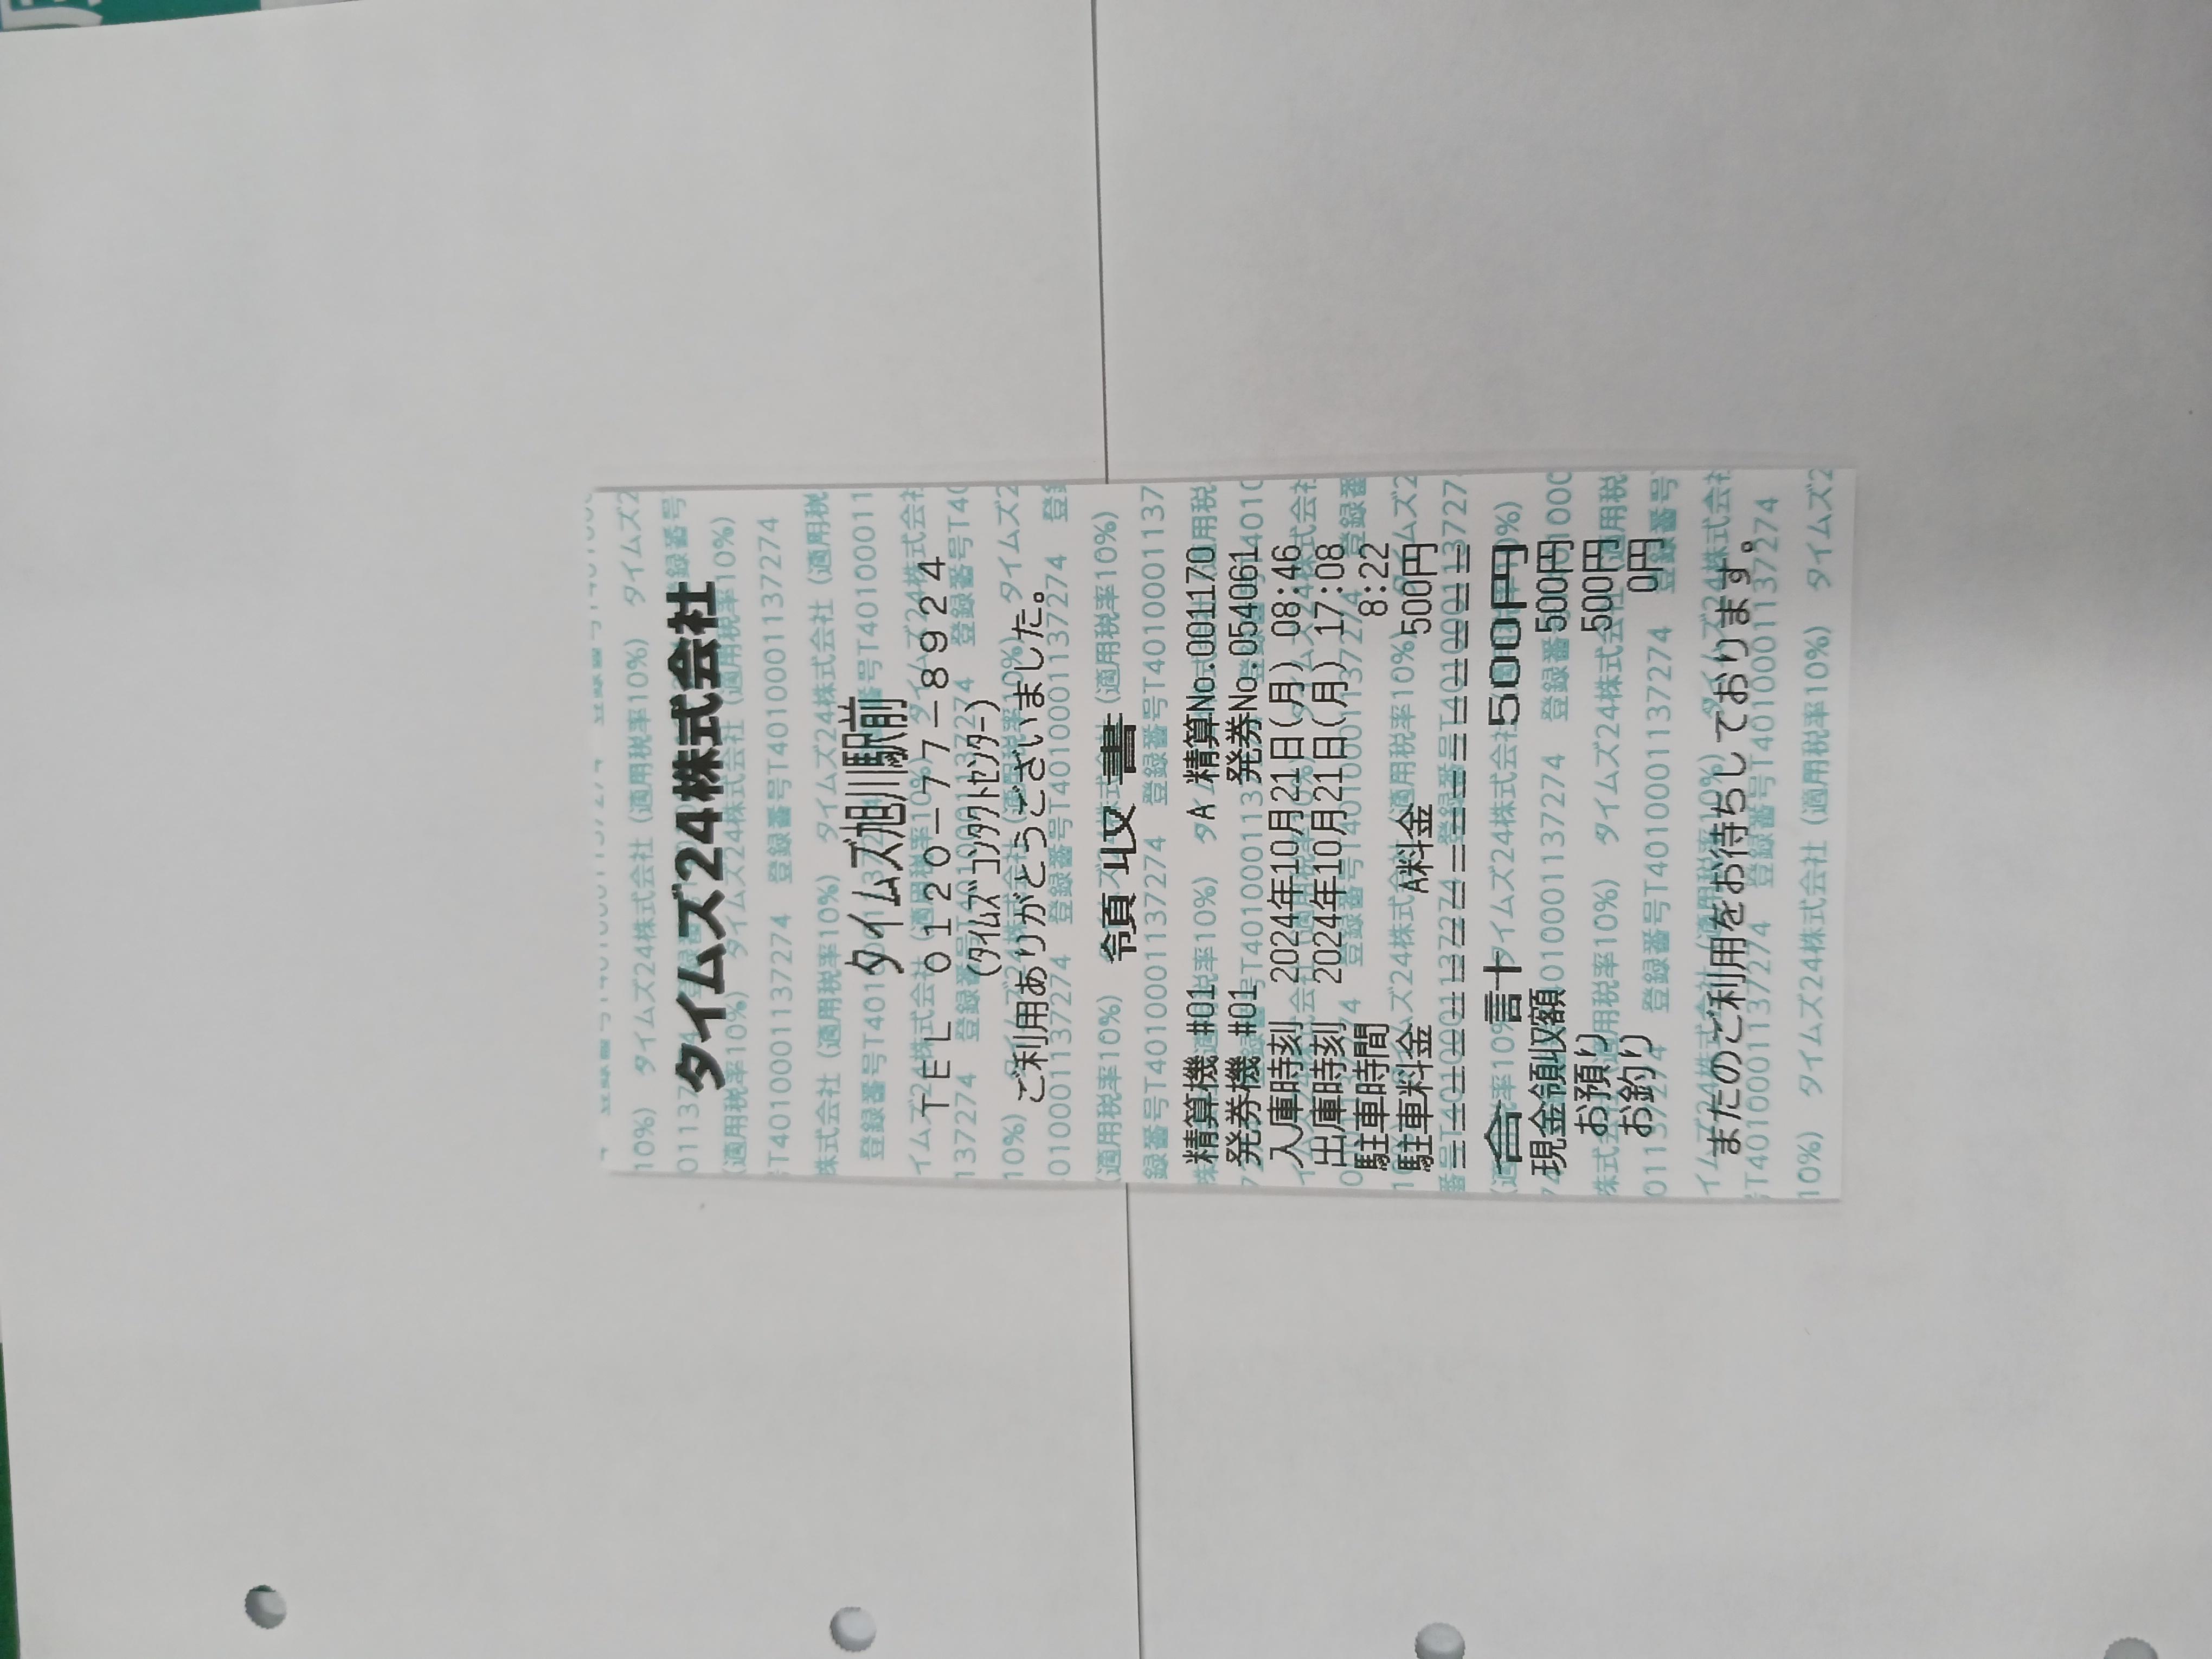 タイムズ24株式会社
タイムズ旭川駅前
TEL 0120-77-8924
(タイムズコンタクトセンター)
ご利用ありがとうございました。
領収書
精算機 #01 A 精算No.001170
発券機 #01 発券No.054061
入庫時刻 2024年10月21日(月) 08:46
出庫時刻 2024年10月21日(月) 17:08
駐車時間 8:22
駐車料金 A料金 500円
合計 500円
現金領収額 500円
お預り 500円
お釣り 0円
またのご利用をお待ちしております。
タイムズ24株式会社 (適用税率10%)
登録番号T4010001137274